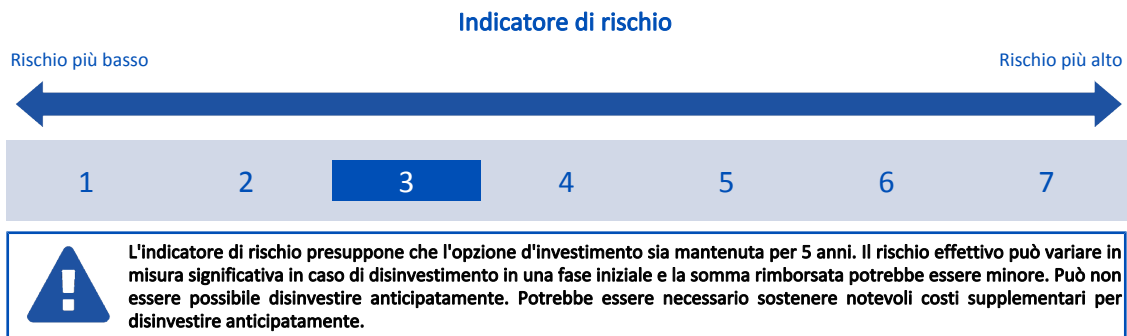 Indicatore di rischio
Rischio più basso
Rischio più alto
1 2 3 4 5 6 7
L'indicatore di rischio presuppone che l'opzione d'investimento sia mantenuta per 5 anni. Il rischio effettivo può variare in
misura significativa in caso di disinvestimento in una fase iniziale e la somma rimborsata potrebbe essere minore. Può non
essere possibile disinvestire anticipatamente. Potrebbe essere necessario sostenere notevoli costi supplementari per
disinvestire anticipatamente.